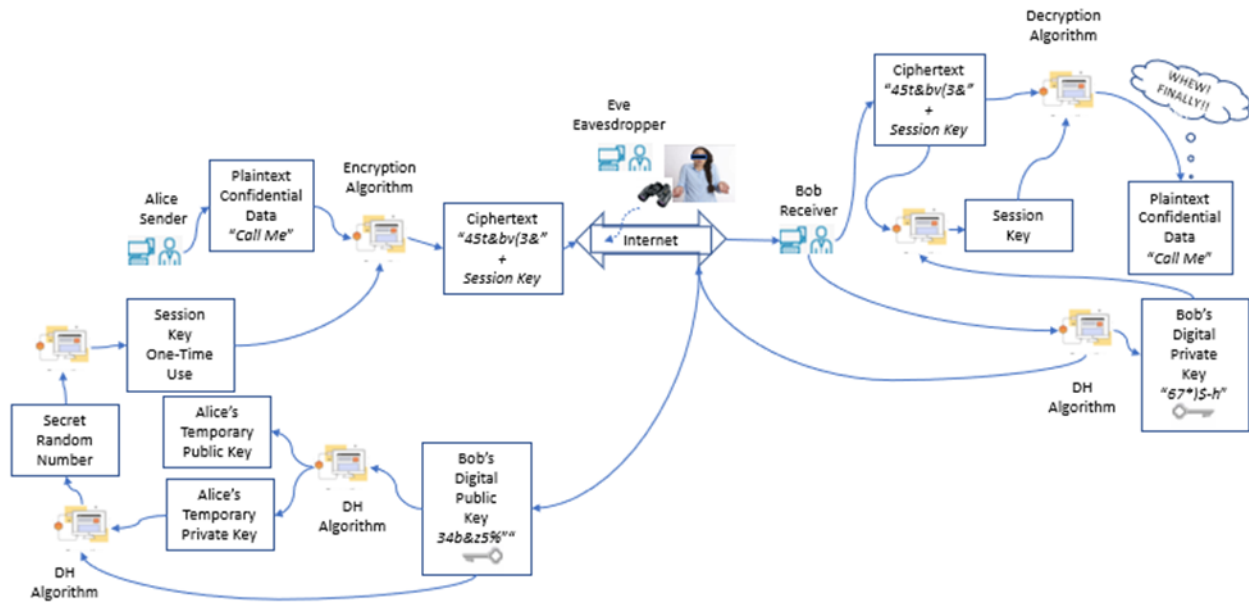 Alice
Sender
Plaintext
Confidential
Data
“Call Me”
Encryption
Algorithm
Ciphertext
“45t&bv(3&”
+
Session Key
Eve
Eavesdropper
Internet
Bob
Receiver
Ciphertext
“45t&bv(3&”
+
Session Key
Decryption
Algorithm
WHEW!
FINALLY!!
Session
Key
Plaintext
Confidential
Data
“Call Me”
DH
Algorithm
Bob’s
Digital
Private
Key
“67*)$-h”
Session
Key
One-Time
Use
Secret
Random
Number
Alice’s
Temporary
Public Key
Alice’s
Temporary
Private Key
DH
Algorithm
DH
Algorithm
Bob’s
Digital
Public
Key
34b&z5%”“